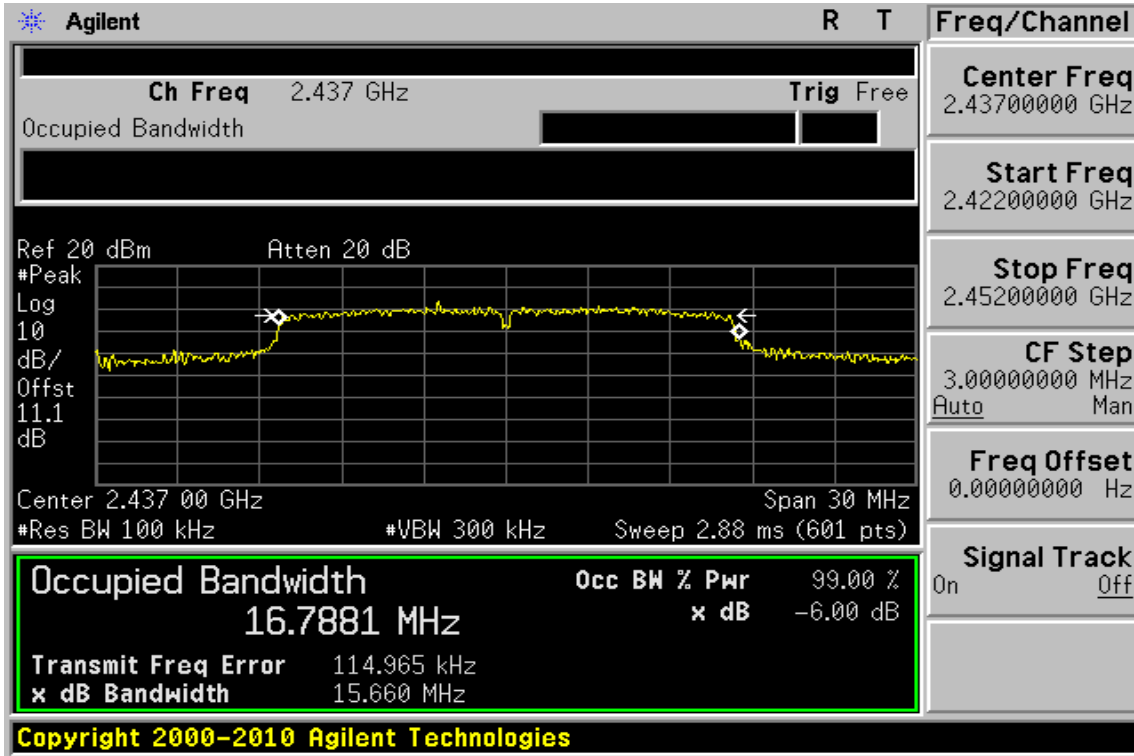 Agilent R T
Ch Freq 2.437 GHz Trig Free
Occupied Bandwidth
Ref 20 dBm Atten 20 dB
#Peak
Log
10
dB/
Offst
11.1
dB
Center 2.437 00 GHz Span 30 MHz
#Res BW 100 kHz #VBW 300 kHz Sweep 2.88 ms (601 pts)
Occupied Bandwidth Occ BW % Pwr 99.00 %
16.7881 MHz x dB -6.00 dB
Transmit Freq Error 114.965 kHz
x dB Bandwidth 15.660 MHz
Copyright 2000-2010 Agilent Technologies
Freq/Channel
Center Freq
2.43700000 GHz
Start Freq
2.42200000 GHz
Stop Freq
2.45200000 GHz
CF Step
3.00000000 MHz
Auto Man
Freq Offset
0.00000000 Hz
Signal Track
On Off